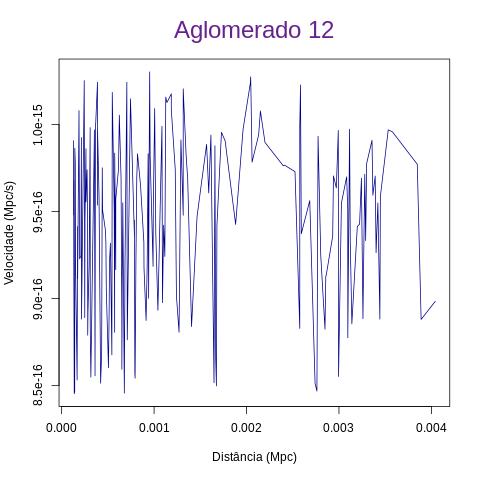 Aglomerado 12
Velocidade (Mpc/s)
1.0e-15
9.5e-16
9.0e-16
8.5e-16
0.000 0.001 0.002 0.003 0.004
Distância (Mpc)